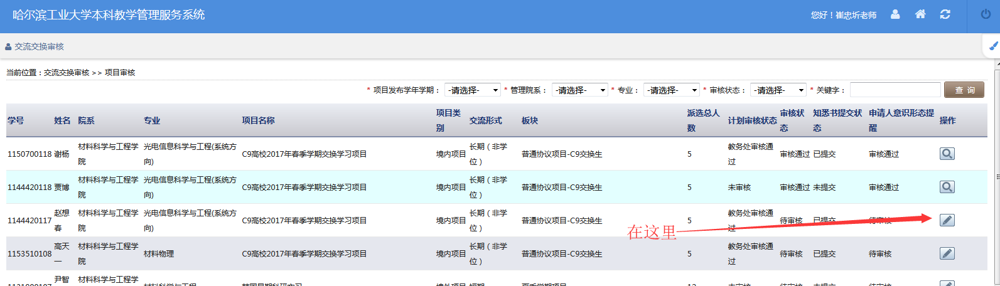 哈尔滨工业大学本科教学管理服务系统
您好！崔忠圻老师
交流交换审核
当前位置：交流交换审核 >> 项目审核
* 项目发布学年学期： -请选择- * 管理院系： -请选择- * 专业： -请选择- * 审核状态： -请选择- * 关键字： 查 询
学号 姓名 院系 专业 项目名称 项目类别 交流形式 板块 派选总人数 计划审核状态 审核状态 知悉书提交状态 申请人意识形态提醒 操作
1150700118 谢杨 材料科学与工程学院 光电信息科学与工程(系统方向) C9高校2017年春季学期交换学习项目 境内项目 长期（非学位） 普通协议项目-C9交换生 5 教务处审核通过 审核通过 已提交 审核通过
1144420118 贾博 材料科学与工程学院 光电信息科学与工程(系统方向) C9高校2017年春季学期交换学习项目 境内项目 长期（非学位） 普通协议项目-C9交换生 5 未审核 审核通过 未提交 审核通过
1144420117 赵想春 材料科学与工程学院 光电信息科学与工程(系统方向) C9高校2017年春季学期交换学习项目 境内项目 长期（非学位） 普通协议项目-C9交换生 5 教务处审核通过 待审核 已提交 待审核
在这里
1153510108 高天一 材料科学与工程学院 材料物理 C9高校2017年春季学期交换学习项目 境内项目 长期（非学位） 普通协议项目-C9交换生 5 教务处审核通过 待审核 已提交 待审核
尹智 材料科学与工程学